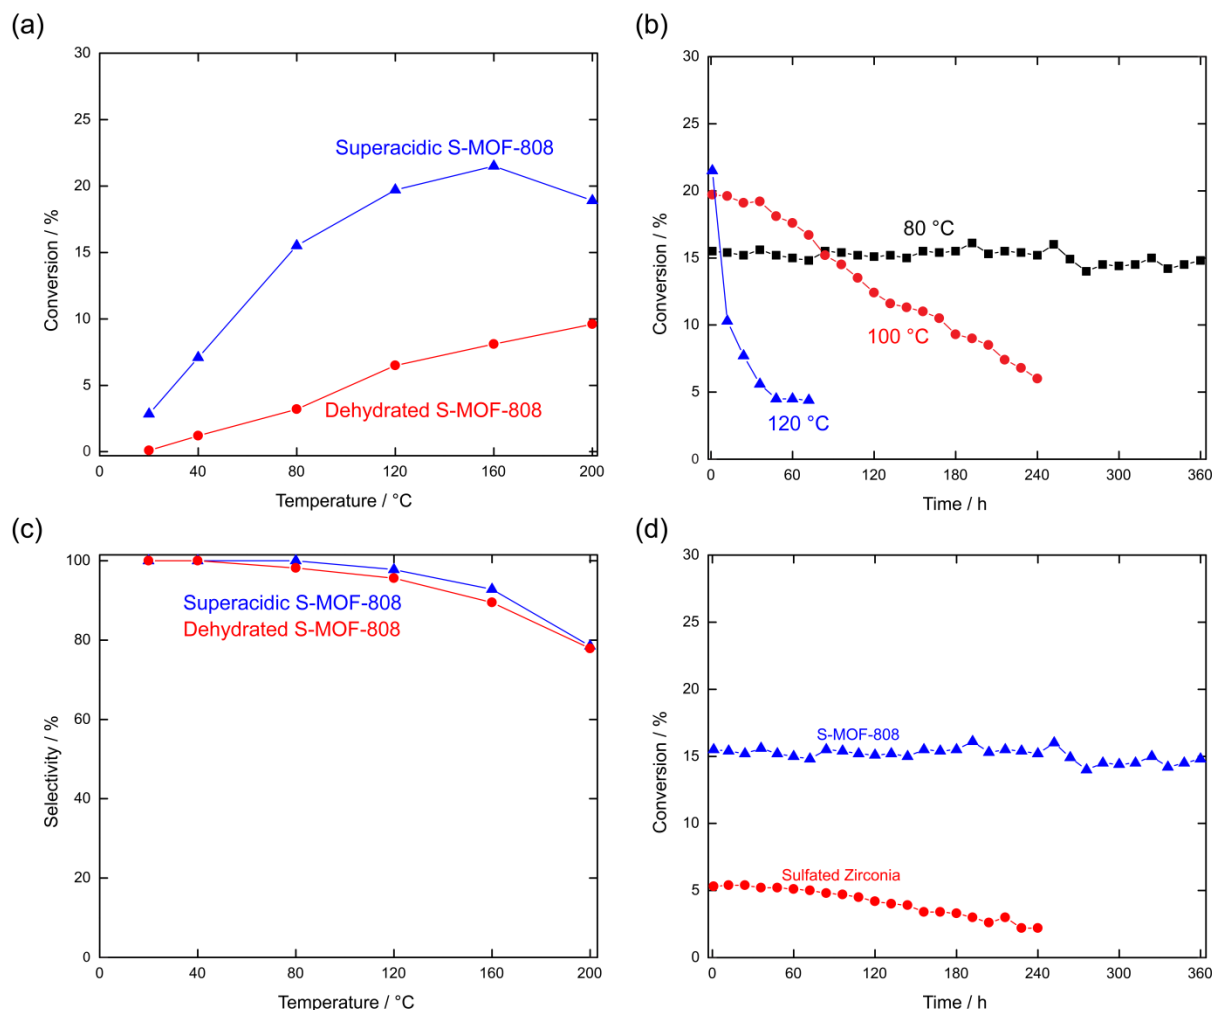 (a)
30
25
20
15
10
5
0
Conversion / %
Superacidic S-MOF-808
Dehydrated S-MOF-808
0 40 80 120 160 200
Temperature / °C
(b)
30
25
20
15
10
5
0
Conversion / %
80 °C
100 °C
120 °C
0 60 120 180 240 300 360
Time / h
(c)
100
80
60
40
20
0
Selectivity / %
Superacidic S-MOF-808
Dehydrated S-MOF-808
0 40 80 120 160 200
Temperature / °C
(d)
30
25
20
15
10
5
0
Conversion / %
S-MOF-808
Sulfated Zirconia
0 60 120 180 240 300 360
Time / h